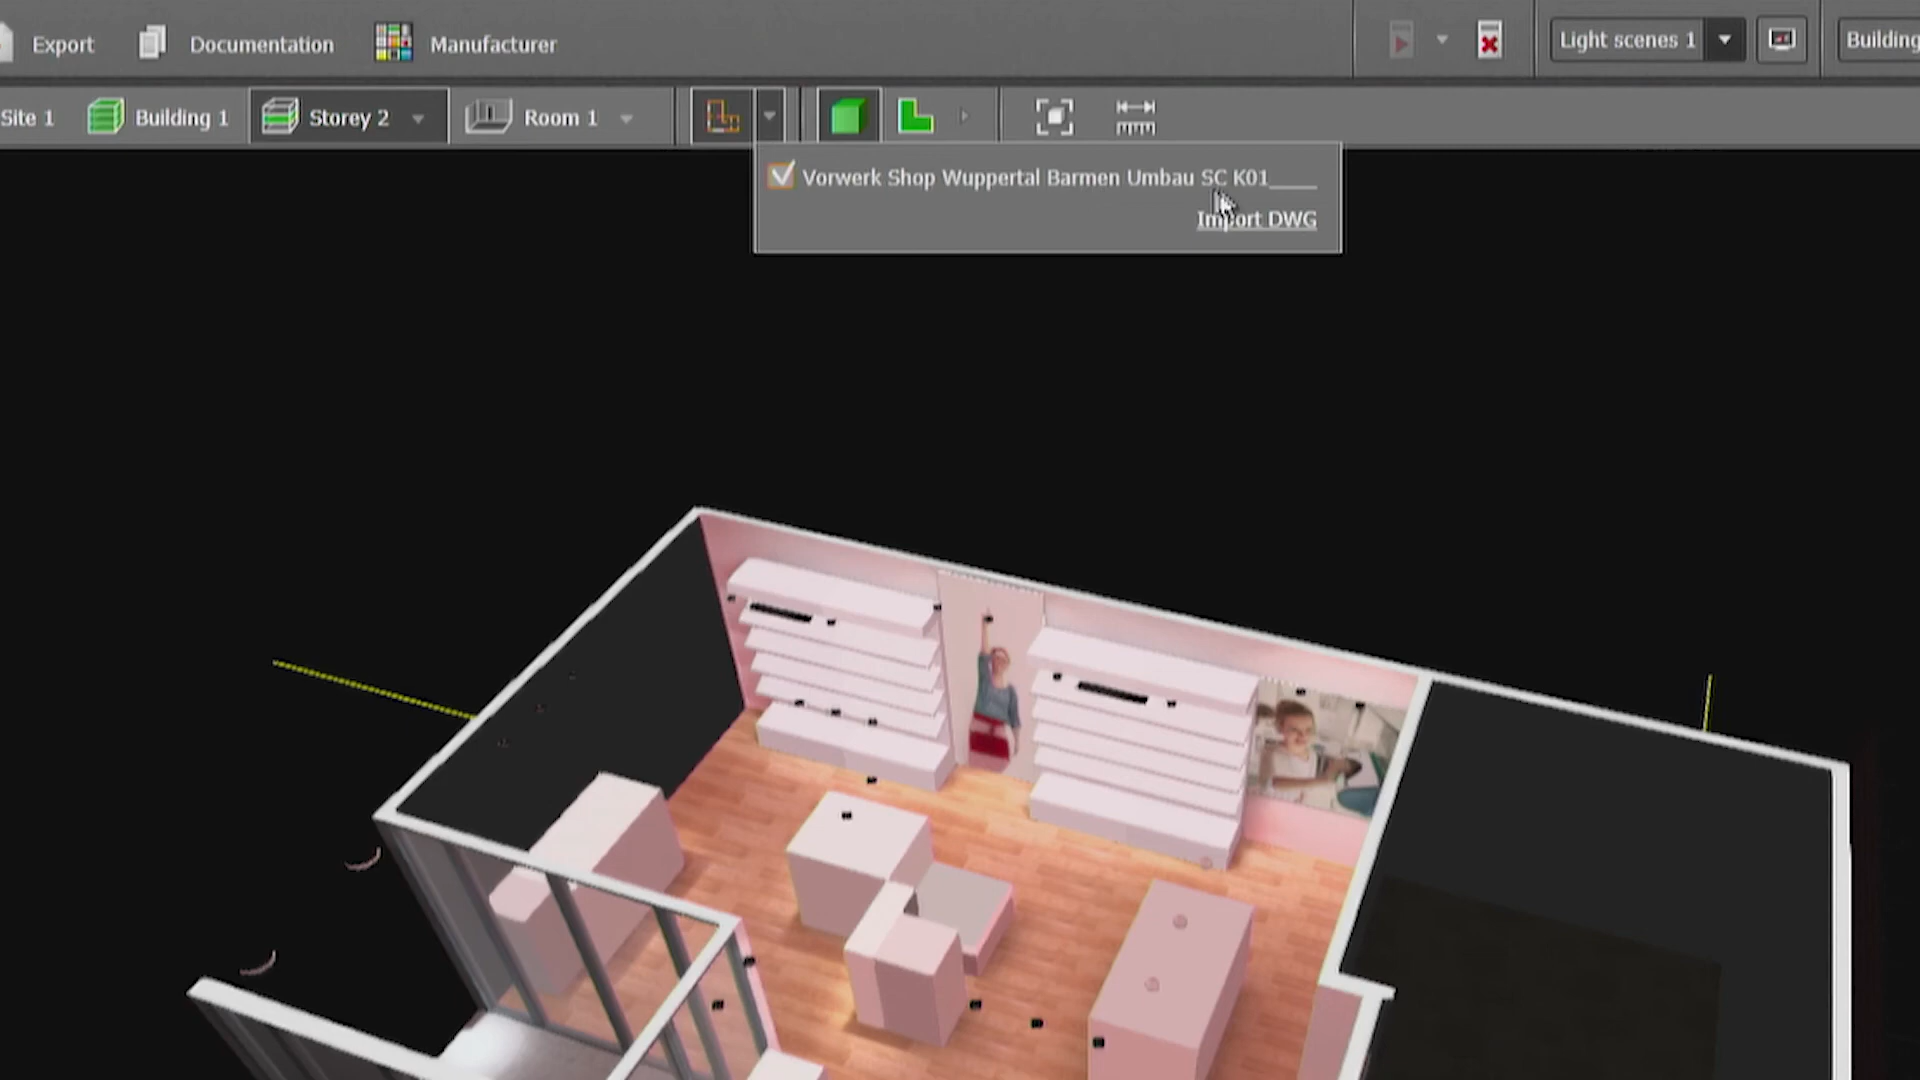 Export Documentation Manufacturer Light scenes 1 Building
Site 1 Building 1 Storey 2 Room 1
Vorwerk Shop Wuppertal Barmen Umbau SC K01____
Import DWG